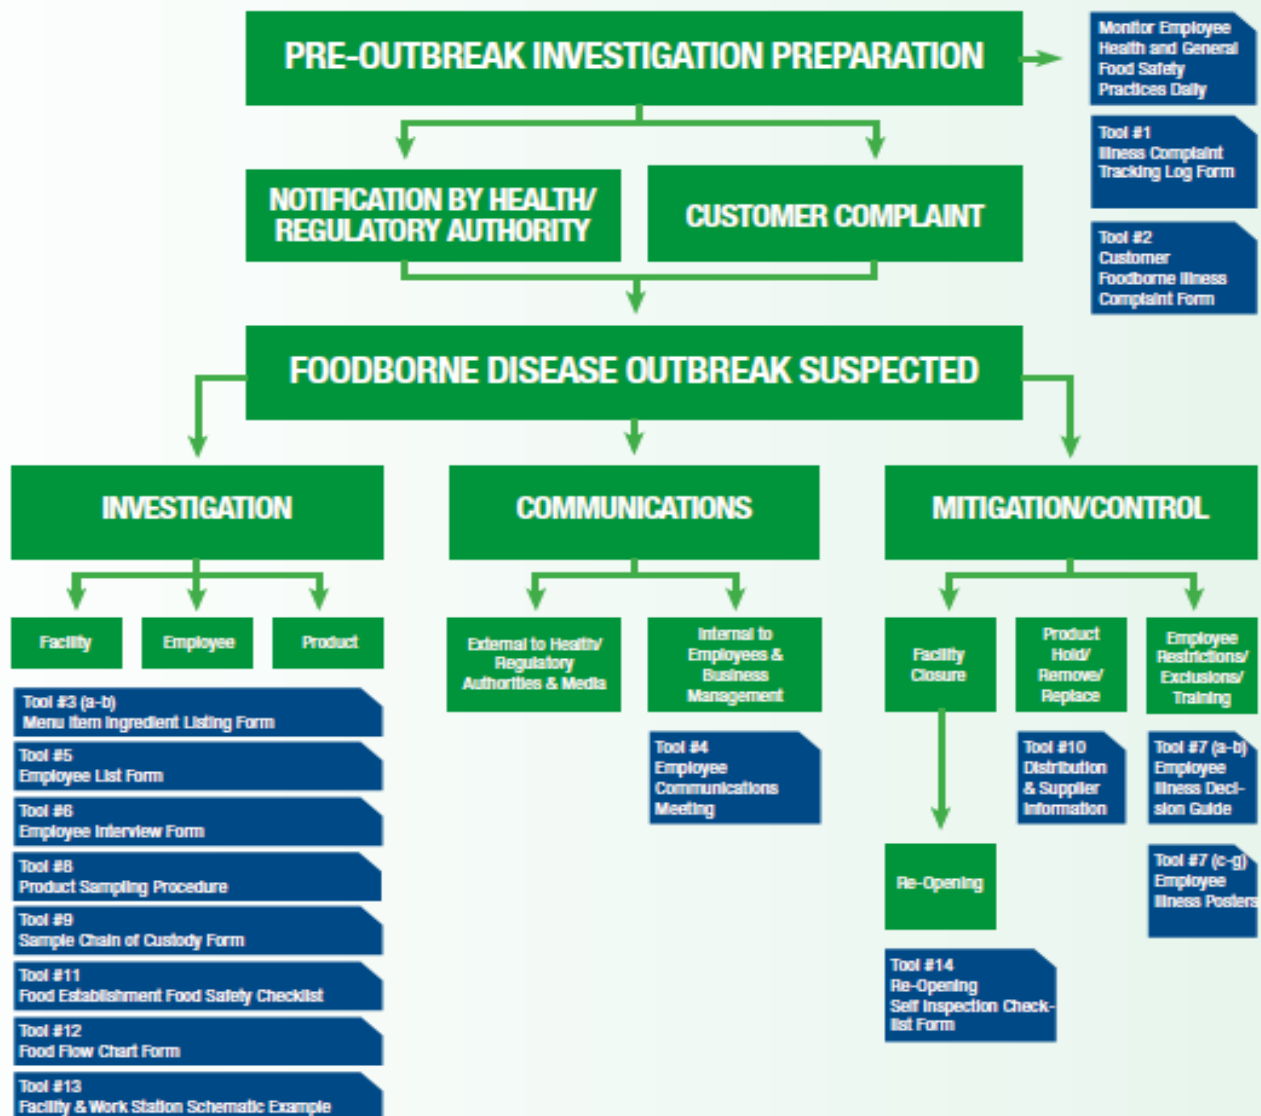 PRE-OUTBREAK INVESTIGATION PREPARATION
Monitor Employee
Health and General
Food Safety
Practices Daily
Tool #1
Illness Complaint
Tracking Log Form
NOTIFICATION BY HEALTH/
REGULATORY AUTHORITY
CUSTOMER COMPLAINT
Tool #2
Customer
Foodborne Illness
Complaint Form
FOODBORNE DISEASE OUTBREAK SUSPECTED
INVESTIGATION
COMMUNICATIONS
MITIGATION/CONTROL
Facility
Employee
Product
External to Health/
Regulatory
Authorities & Media
Internal to
Employees &
Business
Management
Facility
Closure
Product
Hold/
Remove/
Replace
Employee
Restrictions/
Exclusions/
Training
Tool #3 (a-b)
Menu Item Ingredient Listing Form
Tool #5
Employee List Form
Tool #6
Employee Interview Form
Tool #8
Product Sampling Procedure
Tool #9
Sample Chain of Custody Form
Tool #11
Food Establishment Food Safety Checklist
Tool #12
Food Flow Chart Form
Tool #13
Facility & Work Station Schematic Example
Tool #4
Employee
Communications
Meeting
Tool #10
Distribution
& Supplier
Information
Tool #7 (a-b)
Employee
Illness Deci-
sion Guide
Tool #7 (c-g)
Employee
Illness Posters
Re-Opening
Tool #14
Re-Opening
Self Inspection Check-
list Form